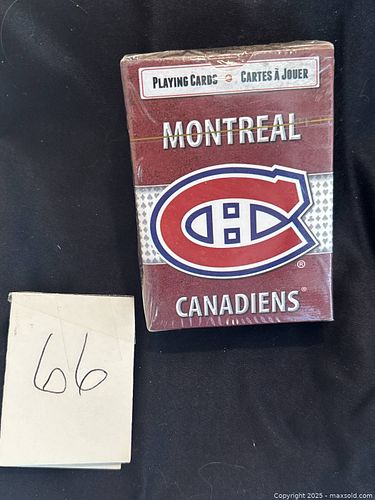 PLAYING CARDS CARTES À JOUER
MONTREAL
®
CANADIENS®
66
Copyright 2025 - maxsold.com